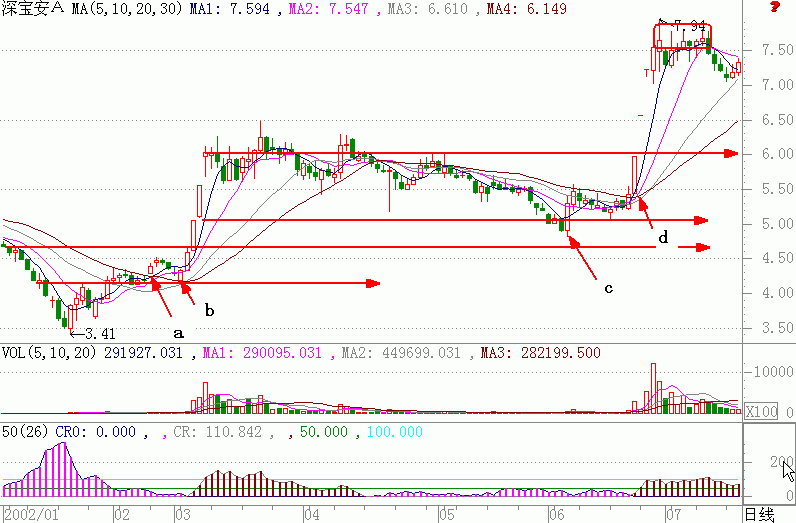 深宝安A MA(5,10,20,30) MA1: 7.594 , MA2: 7.547 , MA3: 6.610 , MA4: 6.149 ?
7.94
7.50
7.00
6.50
6.00
5.50
5.00
d
4.50
c
4.00
b
a
←3.41
3.50
VOL(5,10,20) 291927.031 , MA1: 290095.031 , MA2: 449699.031 , MA3: 282199.500
10000
X100 0
50(26) CR0: 0.000 , , CR: 110.842 , , 50.000 , 100.000
200
0
2002/01 02 03 04 05 06 07 日线